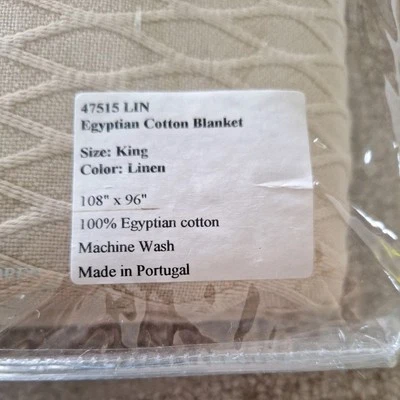 47515 LIN
Egyptian Cotton Blanket
Size: King
Color: Linen
108" x 96"
100% Egyptian cotton
Machine Wash
Made in Portugal